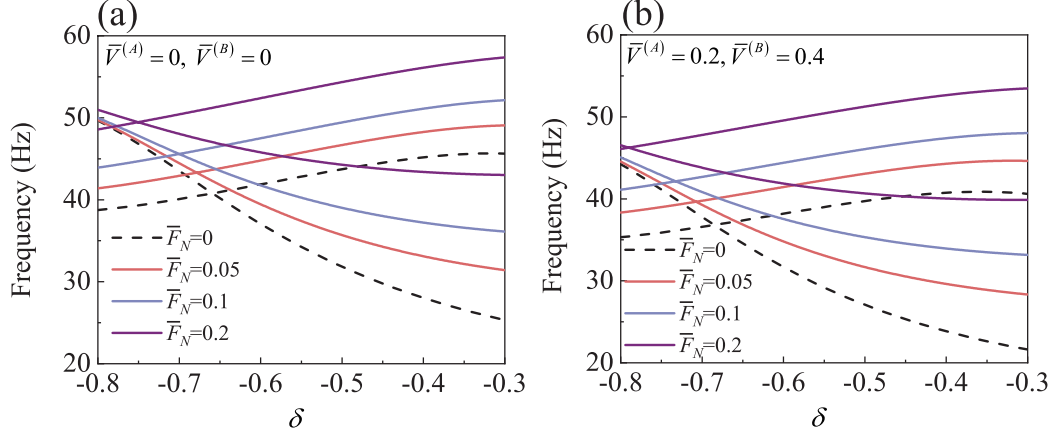 (a)
V̅⁽ᴬ⁾ = 0, V̅⁽ᴮ⁾ = 0
Frequency (Hz)
60
50
40
30
20
F̅_N=0
F̅_N=0.05
F̅_N=0.1
F̅_N=0.2
-0.8 -0.7 -0.6 -0.5 -0.4 -0.3
δ
(b)
V̅⁽ᴬ⁾ = 0.2, V̅⁽ᴮ⁾ = 0.4
Frequency (Hz)
60
50
40
30
20
F̅_N=0
F̅_N=0.05
F̅_N=0.1
F̅_N=0.2
-0.8 -0.7 -0.6 -0.5 -0.4 -0.3
δ